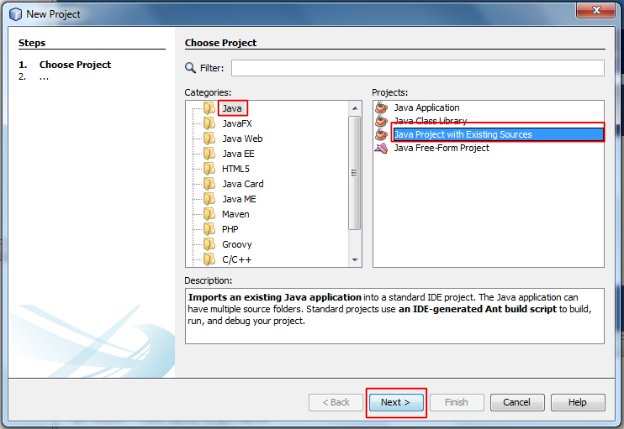 New Project
Steps
1. Choose Project
2. ...
Choose Project
Filter:
Categories:
Java
JavaFX
Java Web
Java EE
HTML5
Java Card
Java ME
Maven
PHP
Groovy
C/C++
Projects:
Java Application
Java Class Library
Java Project with Existing Sources
Java Free-Form Project
Description:
Imports an existing Java application into a standard IDE project. The Java application can
have multiple source folders. Standard projects use an IDE-generated Ant build script to build,
run, and debug your project.
< Back
Next >
Finish
Cancel
Help